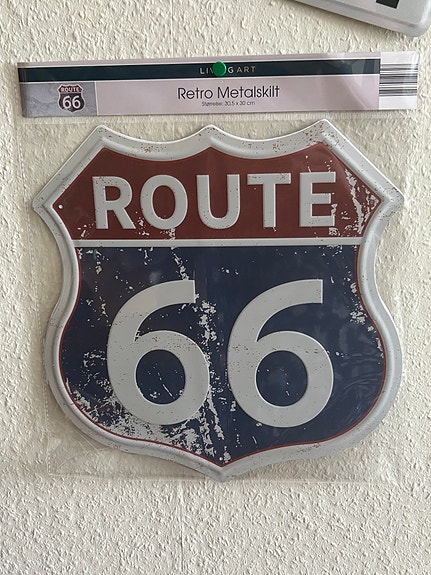 ROUTE
66
Retro Metalskilt
Størrelse: 30,5 x 30 cm
ROUTE
66